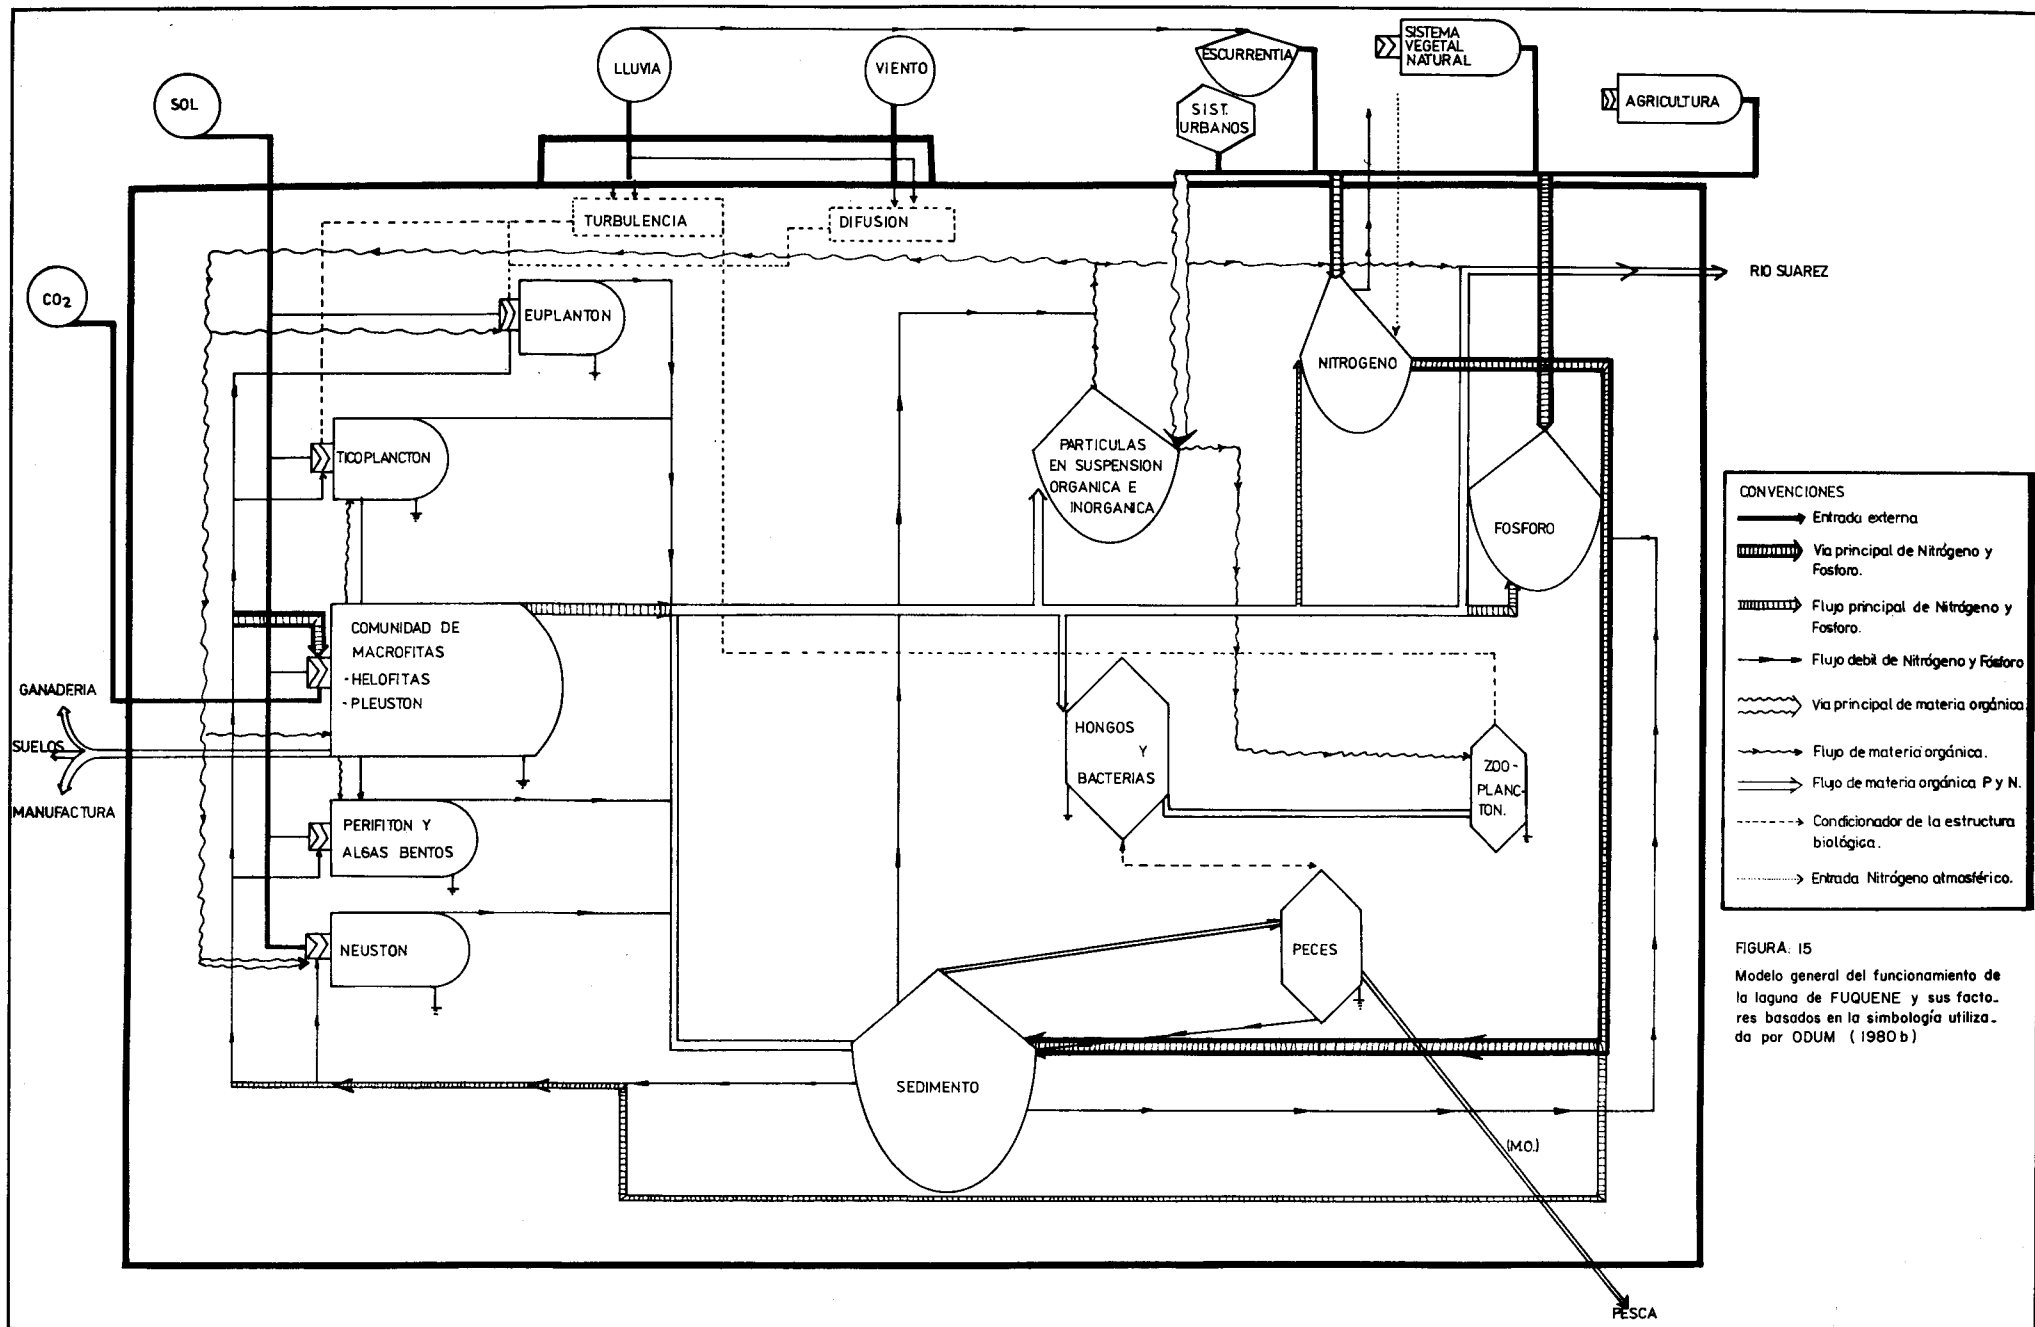 LLUVIA
VIENTO
ESCURRENTIA
SISTEMA
VEGETAL
NATURAL
SOL
SIST.
URBANOS
AGRICULTURA
TURBULENCIA
DIFUSION
CO2
RIO SUAREZ
EUPLANTON
NITROGENO
TICOPLANCTON
PARTICULAS
EN SUSPENSION
ORGANICA E
INORGANICA
FOSFORO
COMUNIDAD DE
MACROFITAS
-HELOFITAS
-PLEUSTON
GANADERIA
SUELOS
MANUFACTURA
HONGOS
Y
BACTERIAS
ZOO-
PLANC-
TON.
PERIFITON Y
ALGAS BENTOS
NEUSTON
PECES
SEDIMENTO
(M.O.)
PESCA
CONVENCIONES
Entrada externa
Via principal de Nitrógeno y
Fosforo.
Flujo principal de Nitrógeno y
Fosforo.
Flujo debil de Nitrógeno y Fósforo
Via principal de materia orgánica
Flujo de materia orgánica.
Flujo de materia orgánica P y N.
Condicionador de la estructura
biológica.
Entrada Nitrógeno atmosférico.
FIGURA: 15
Modelo general del funcionamiento de
la laguna de FUQUENE y sus facto_
res basados en la simbología utiliza_
da por ODUM (1980 b)